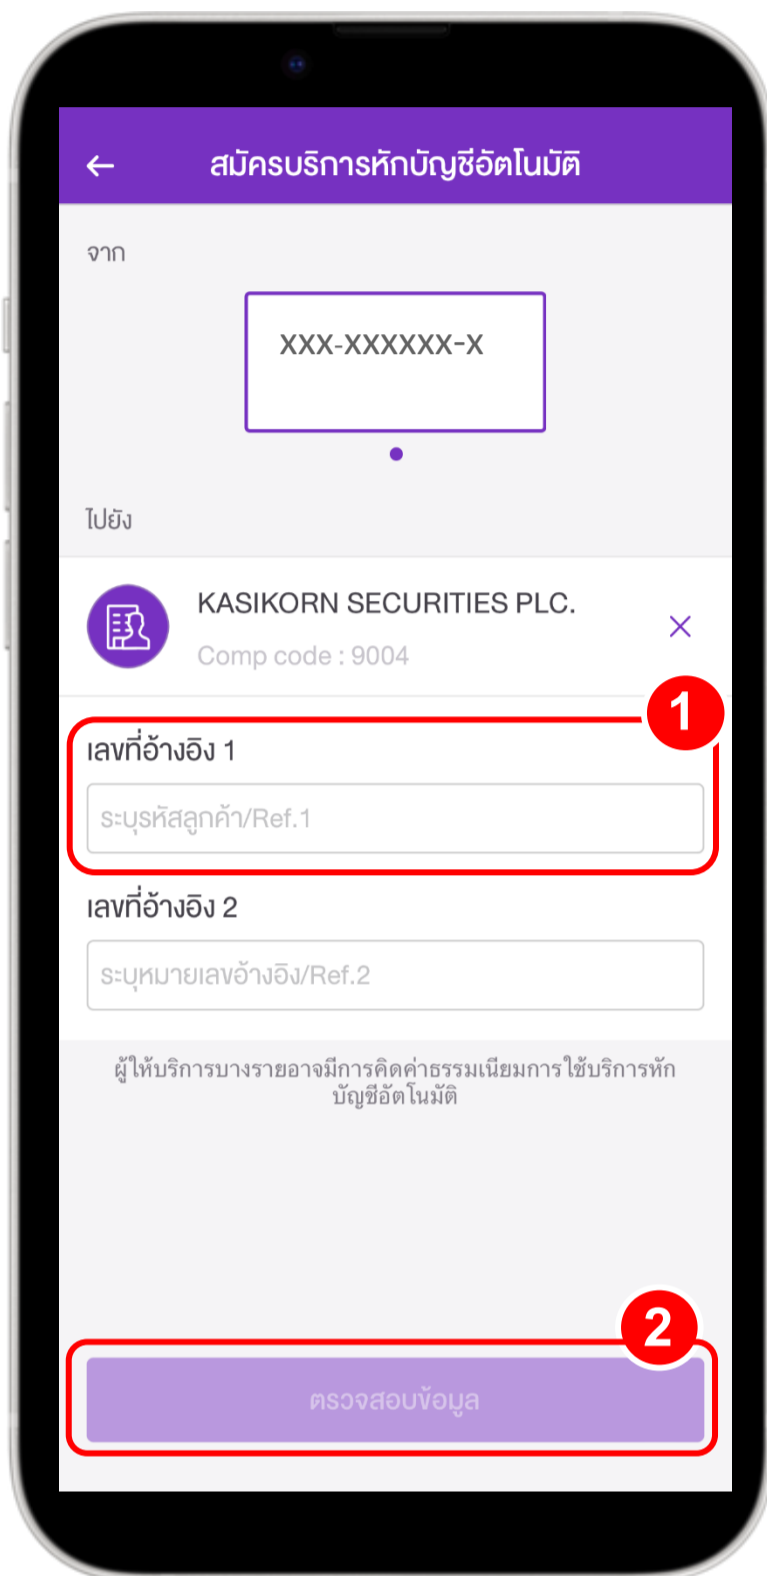 สมัครบริการหักบัญชีอัตโนมัติ
จาก
XXX-XXXXXX-X
ไปยัง
KASIKORN SECURITIES PLC.
Comp code : 9004
1
เลขที่อ้างอิง 1
ระบุรหัสลูกค้า/Ref.1
เลขที่อ้างอิง 2
ระบุหมายเลขอ้างอิง/Ref.2
ผู้ให้บริการบางรายอาจมีการคิดค่าธรรมเนียมการใช้บริการหัก
บัญชีอัตโนมัติ
2
ตรวจสอบข้อมูล